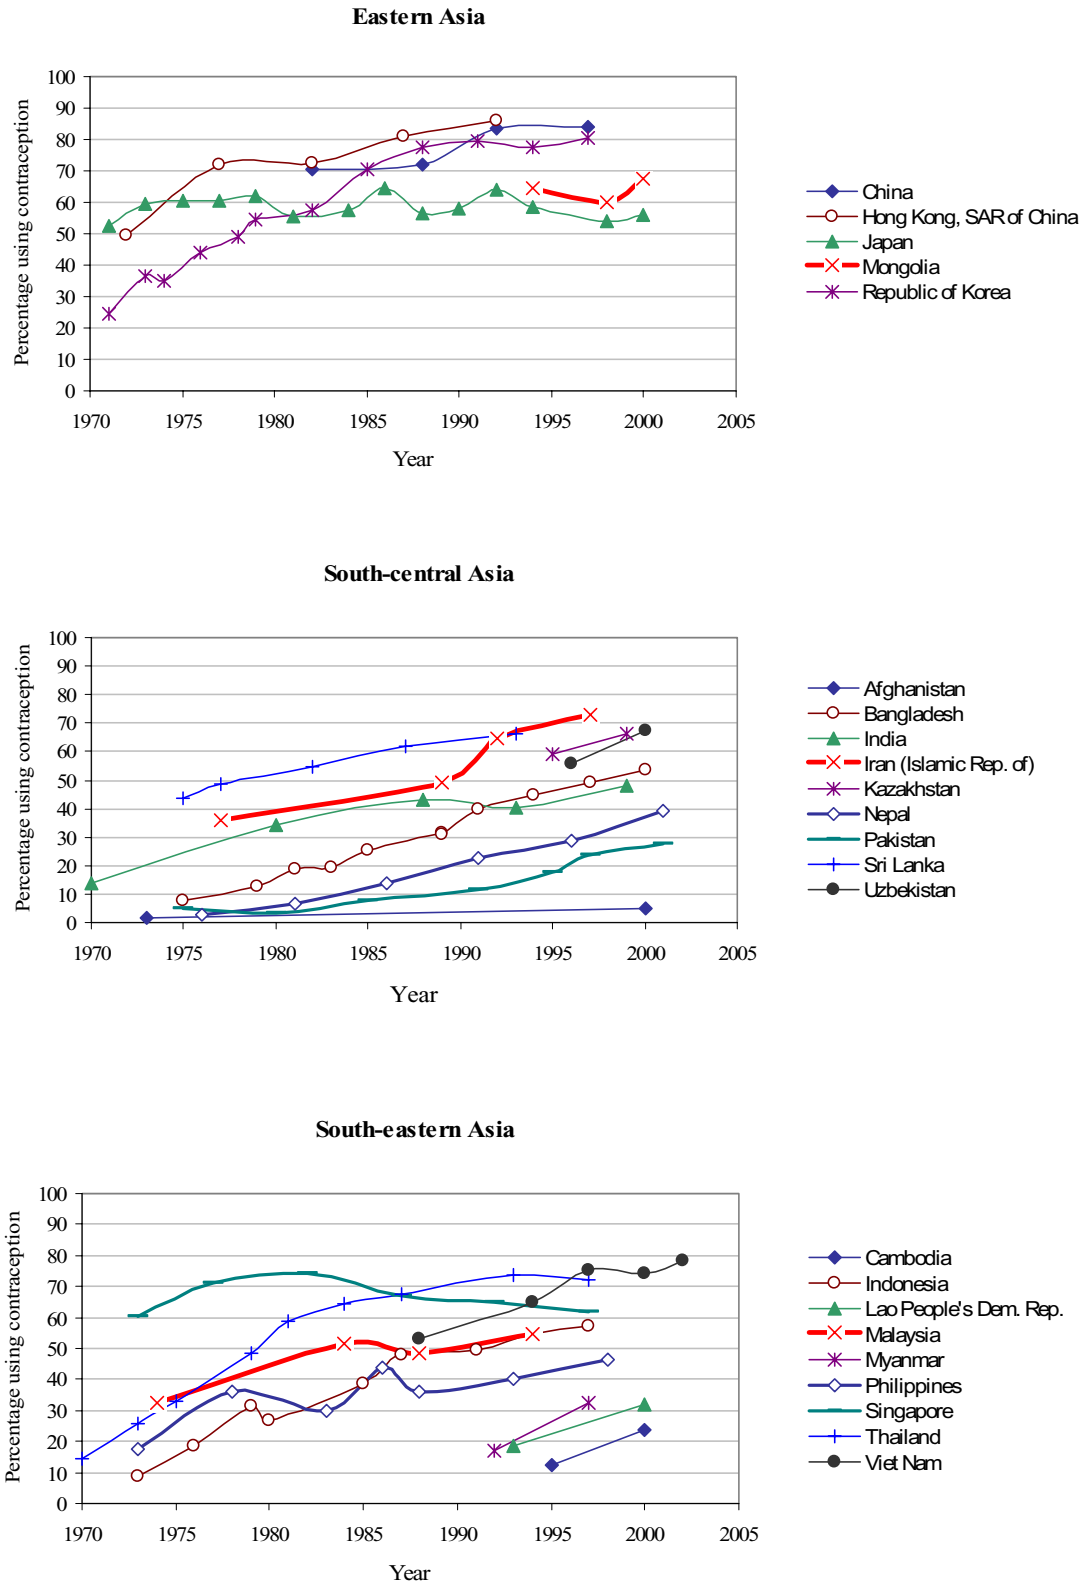 Eastern Asia
Percentage using contraception
100
90
80
70
60
50
40
30
20
10
0
1970 1975 1980 1985 1990 1995 2000 2005
Year
China
Hong Kong, SAR of China
Japan
Mongolia
Republic of Korea
South-central Asia
Percentage using contraception
100
90
80
70
60
50
40
30
20
10
0
1970 1975 1980 1985 1990 1995 2000 2005
Year
Afghanistan
Bangladesh
India
Iran (Islamic Rep. of)
Kazakhstan
Nepal
Pakistan
Sri Lanka
Uzbekistan
South-eastern Asia
Percentage using contraception
100
90
80
70
60
50
40
30
20
10
0
1970 1975 1980 1985 1990 1995 2000 2005
Year
Cambodia
Indonesia
Lao People's Dem. Rep.
Malaysia
Myanmar
Philippines
Singapore
Thailand
Viet Nam